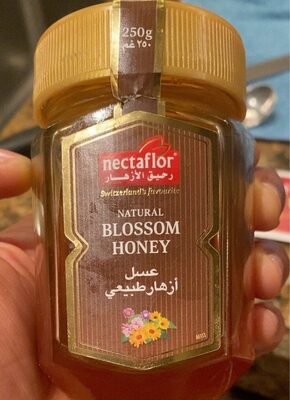 250g
٢٥٠ غم
nectaflor
رحيق الأزهار
Switzerland's favourite
NATURAL
BLOSSOM
HONEY
عسل
أزهار طبيعي